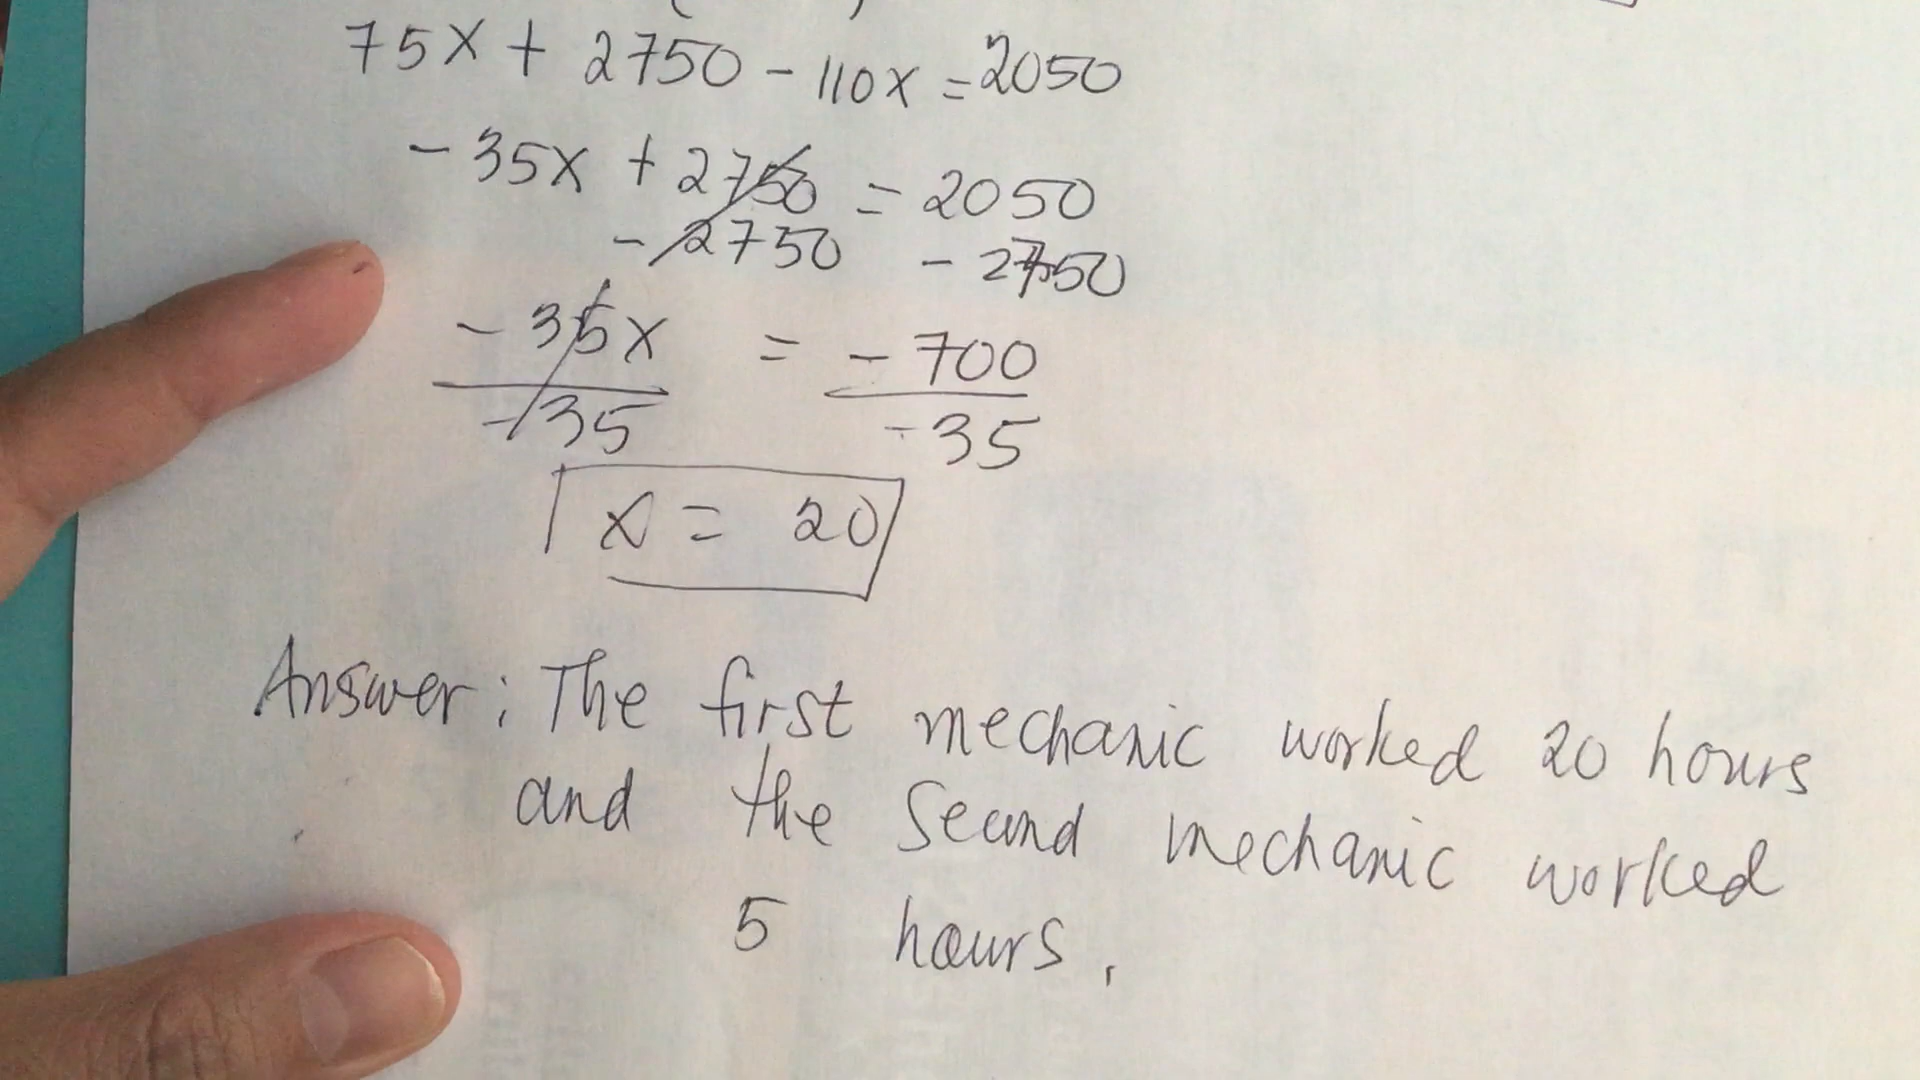 75x + 2750 - 110x = 2050
- 35x + 2750 = 2050
- 2750 - 2750
- 35x = - 700
-35 -35
x = 20
Answer: The first mechanic worked 20 hours
and the second mechanic worked
5 hours.